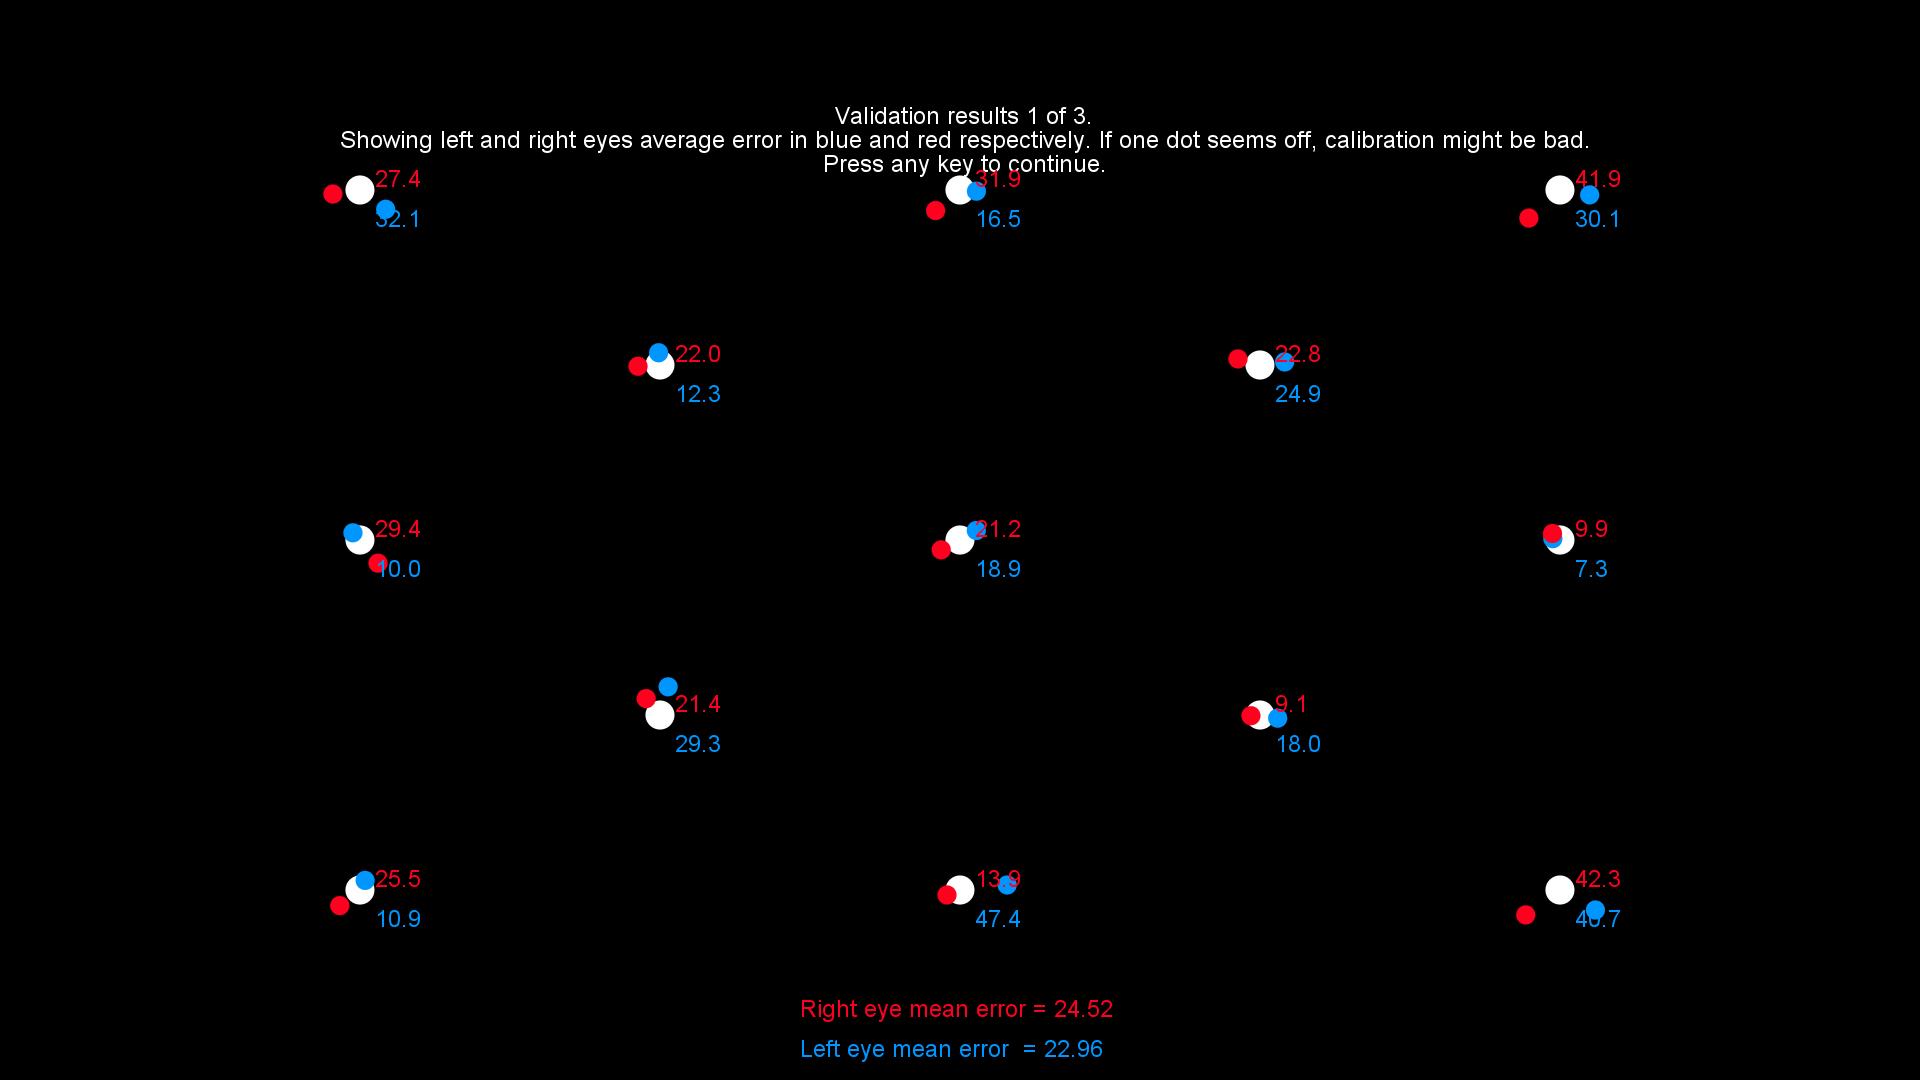 Validation results 1 of 3.
Showing left and right eyes average error in blue and red respectively. If one dot seems off, calibration might be bad.
Press any key to continue.
27.4 31.9 41.9
32.1 16.5 30.1
22.0 22.8
12.3 24.9
29.4 21.2 9.9
10.0 18.9 7.3
21.4 9.1
29.3 18.0
25.5 13.9 42.3
10.9 47.4 40.7
Right eye mean error = 24.52
Left eye mean error  = 22.96